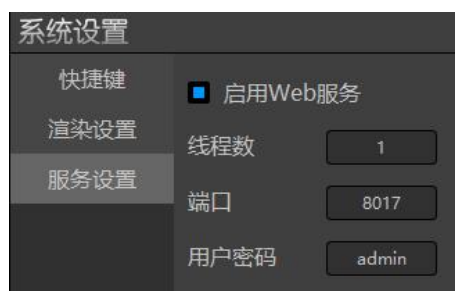 系统设置
快捷键
渲染设置
服务设置
启用Web服务
线程数 1
端口 8017
用户密码 admin